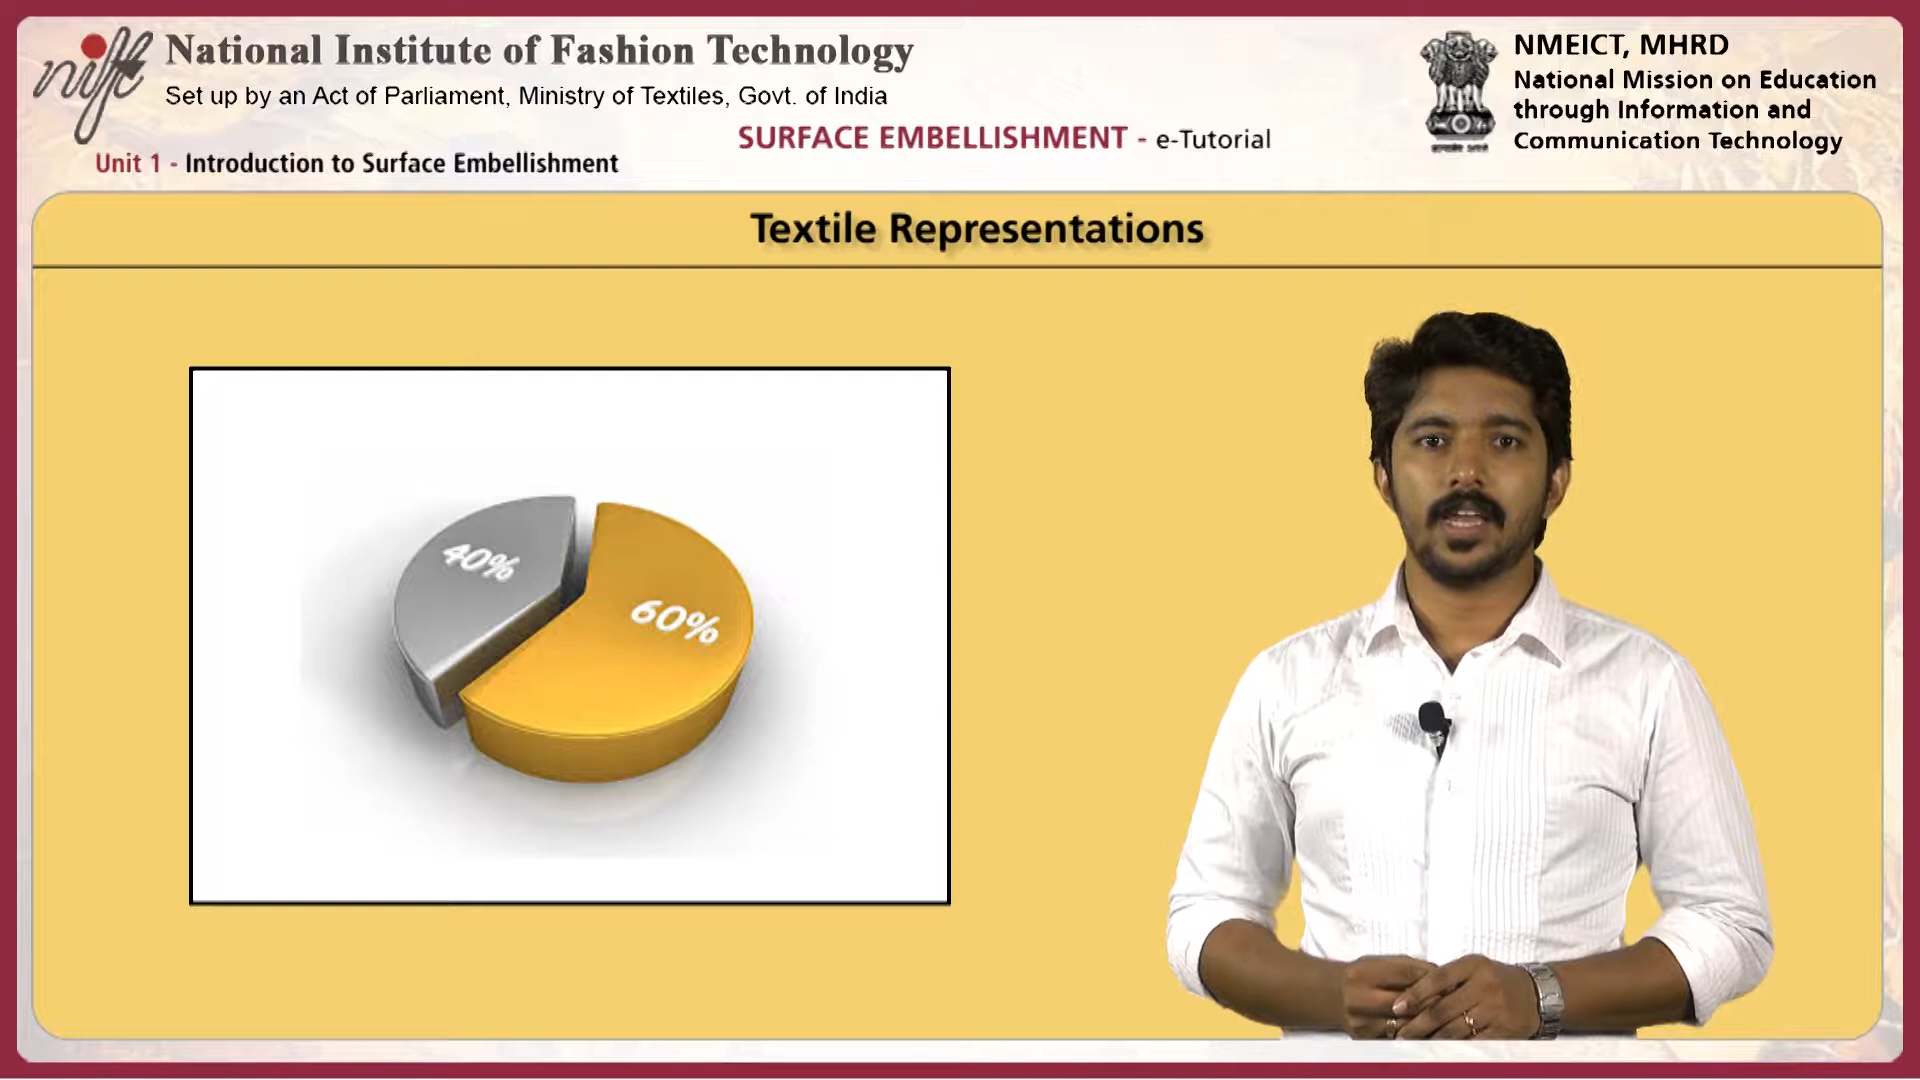 nift National Institute of Fashion Technology
Set up by an Act of Parliament, Ministry of Textiles, Govt. of India
SURFACE EMBELLISHMENT - e-Tutorial
Unit 1 - Introduction to Surface Embellishment
NMEICT, MHRD
National Mission on Education
through Information and
Communication Technology
Textile Representations
40%
60%